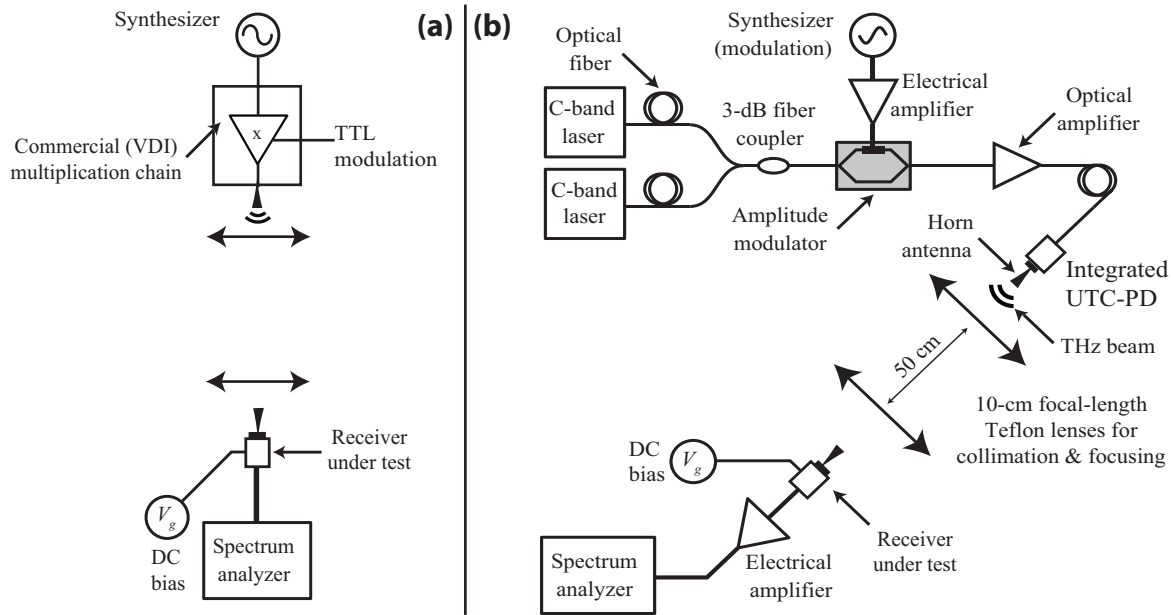 (a)
Synthesizer
x
TTL
modulation
Commercial (VDI)
multiplication chain
Receiver
under test
Vg
DC
bias
Spectrum
analyzer
(b)
Optical
fiber
Synthesizer
(modulation)
C-band
laser
C-band
laser
3-dB fiber
coupler
Electrical
amplifier
Optical
amplifier
Amplitude
modulator
Horn
antenna
Integrated
UTC-PD
THz beam
50 cm
10-cm focal-length
Teflon lenses for
collimation & focusing
DC
bias
Vg
Receiver
under test
Electrical
amplifier
Spectrum
analyzer